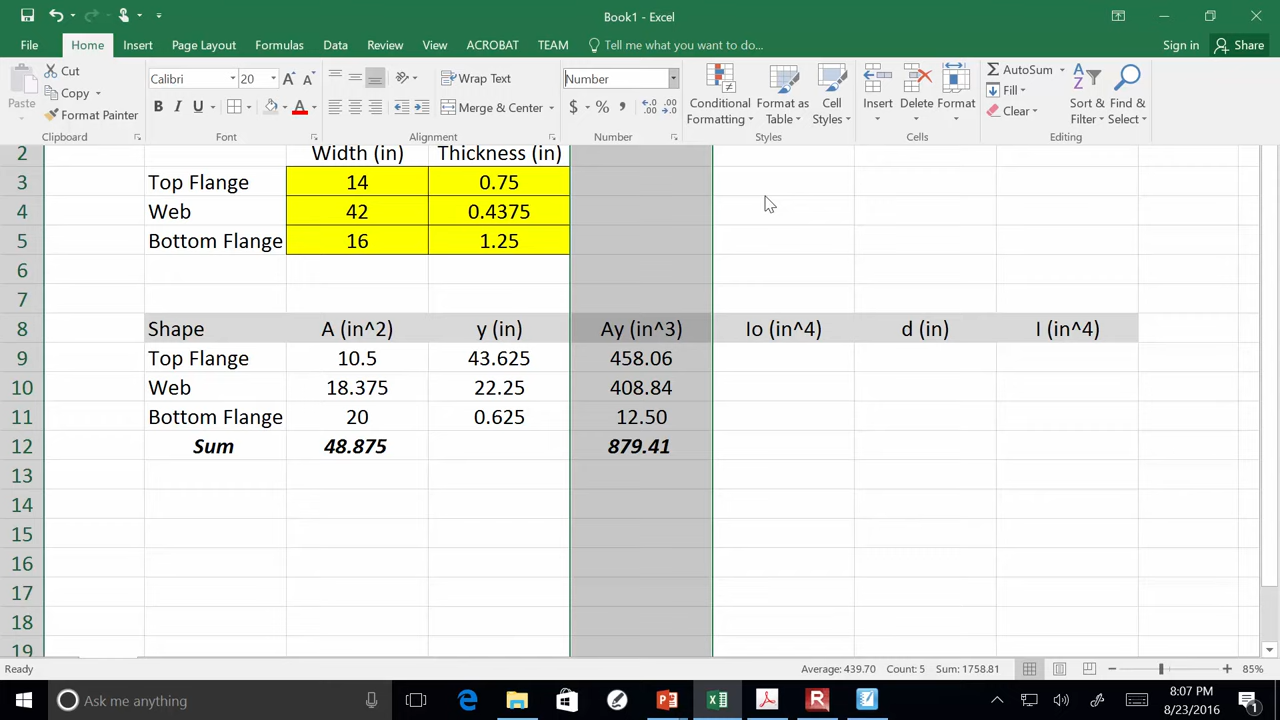 Book1 - Excel
File Home Insert Page Layout Formulas Data Review View ACROBAT TEAM Tell me what you want to do... Sign in Share
Paste Cut Copy Format Painter Clipboard
Calibri 20 B I U A Font
Wrap Text Merge & Center Alignment
Number $ % , Number
Conditional Formatting Format as Table Cell Styles Styles
Insert Delete Format Cells
AutoSum Fill Clear Sort & Filter Find & Select Editing
2 Width (in) Thickness (in)
3 Top Flange 14 0.75
4 Web 42 0.4375
5 Bottom Flange 16 1.25
6
7
8 Shape A (in^2) y (in) Ay (in^3) Io (in^4) d (in) I (in^4)
9 Top Flange 10.5 43.625 458.06
10 Web 18.375 22.25 408.84
11 Bottom Flange 20 0.625 12.50
12 Sum 48.875 879.41
13
14
15
16
17
18
19
Ready Average: 439.70 Count: 5 Sum: 1758.81 85%
Ask me anything 8:07 PM
8/23/2016 1